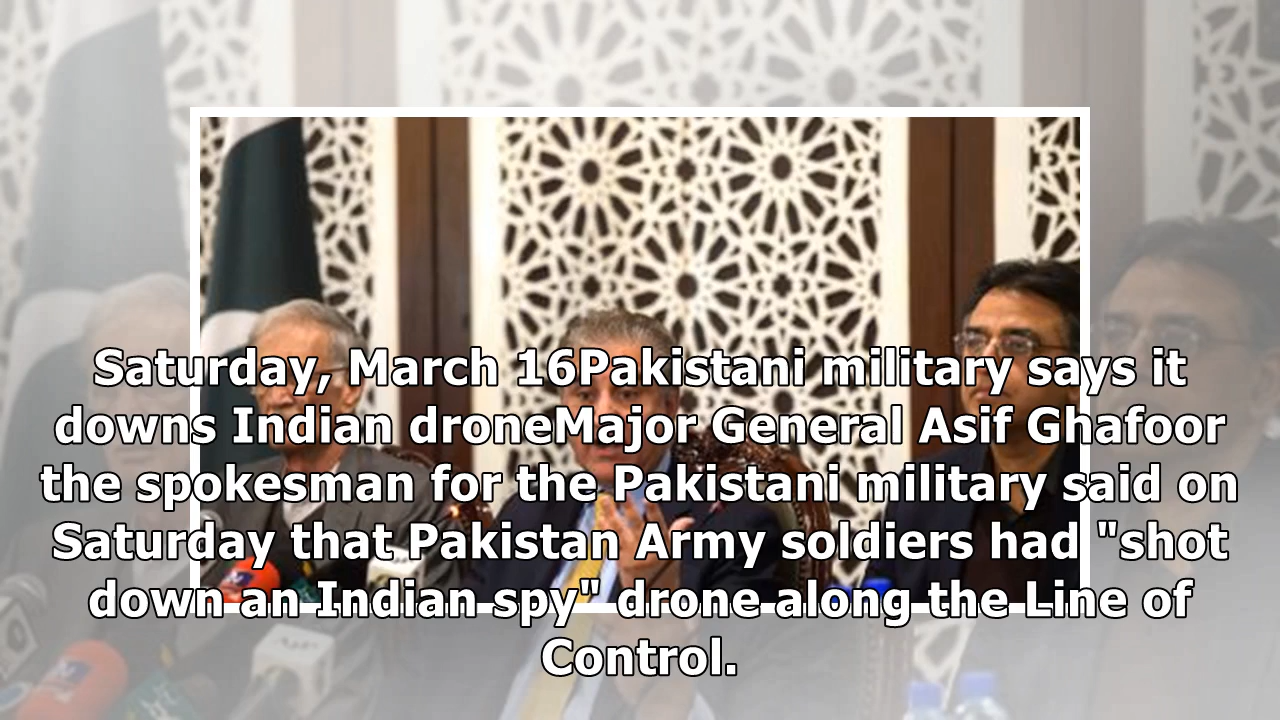 Saturday, March 16Pakistani military says it
downs Indian droneMajor General Asif Ghafoor
the spokesman for the Pakistani military said on
Saturday that Pakistan Army soldiers had "shot
down an Indian spy" drone along the Line of
Control.